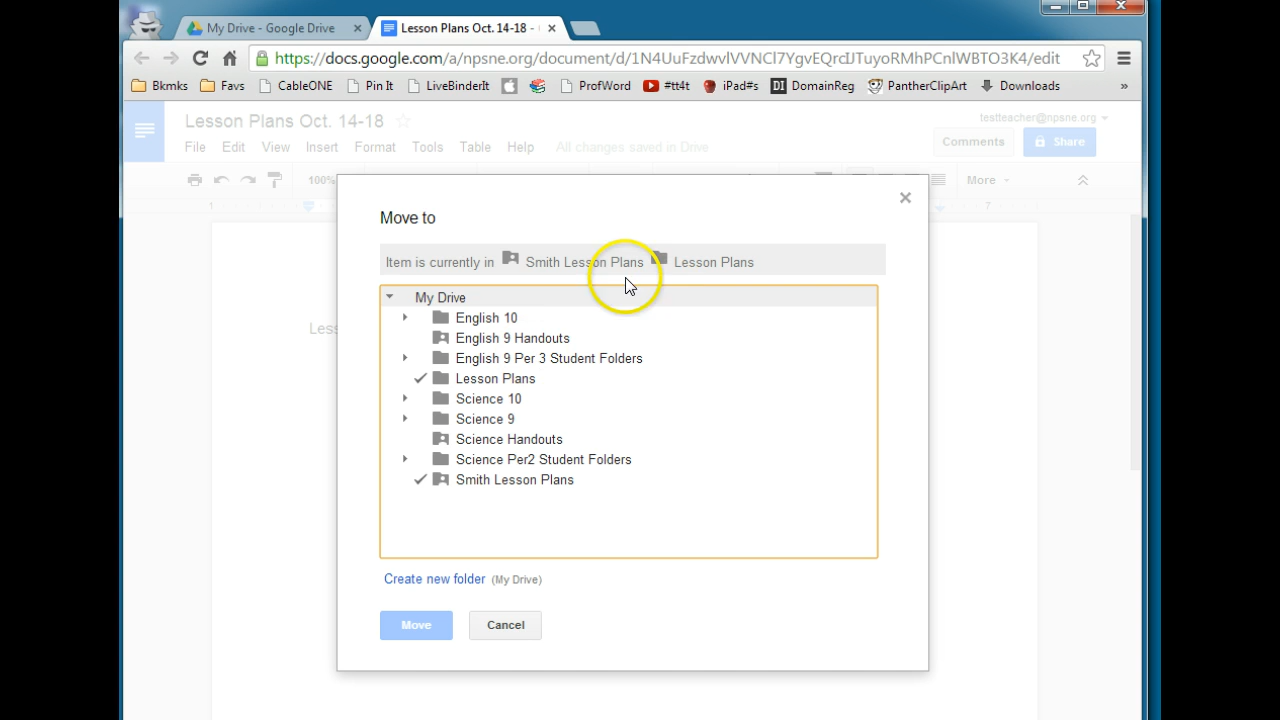 My Drive - Google Drive
Lesson Plans Oct. 14-18 -
https://docs.google.com/a/npsne.org/document/d/1N4UuFzdwvlVVNCl7YgvEQrcdJTuyoRMhPCnlWBTO3K4/edit
Bkmks Favs CableONE Pin It LiveBinderIt ProfWord #tt4t iPad#s DI DomainReg PantherClipArt Downloads »
Lesson Plans Oct. 14-18
testteacher@npsne.org
File Edit View Insert Format Tools Table Help All changes saved in Drive
Comments Share
100% More
1 7
Move to
Item is currently in Smith Lesson Plans Lesson Plans
My Drive
English 10
English 9 Handouts
English 9 Per 3 Student Folders
Lesson Plans
Science 10
Science 9
Science Handouts
Science Per2 Student Folders
Smith Lesson Plans
Create new folder (My Drive)
Move Cancel